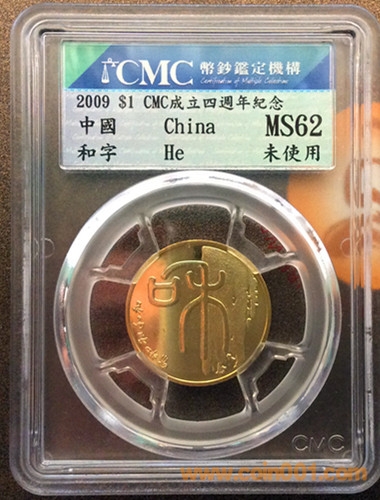 CMC 幣鈔鑑定機構
Certification of Multiple Collections
2009 $1 CMC成立四週年紀念
中國 China MS62
和字 He 未使用
CMC
www.coin001.com